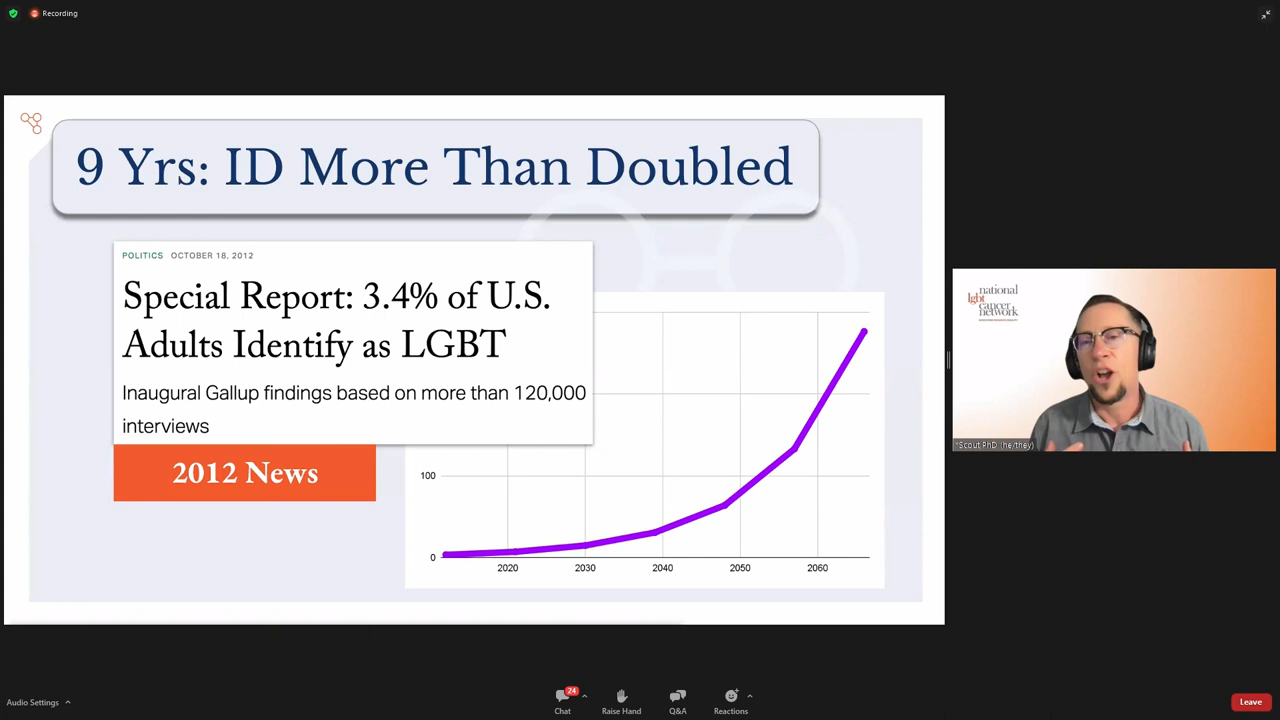 Recording
9 Yrs: ID More Than Doubled
POLITICS OCTOBER 18, 2012
Special Report: 3.4% of U.S.
Adults Identify as LGBT
Inaugural Gallup findings based on more than 120,000
interviews
2012 News
100
0
2020 2030 2040 2050 2060
national
lgbt cancer
network
*Scout PhD (he/they)
Audio Settings
24
Chat
Raise Hand
Q&A
Reactions
Leave